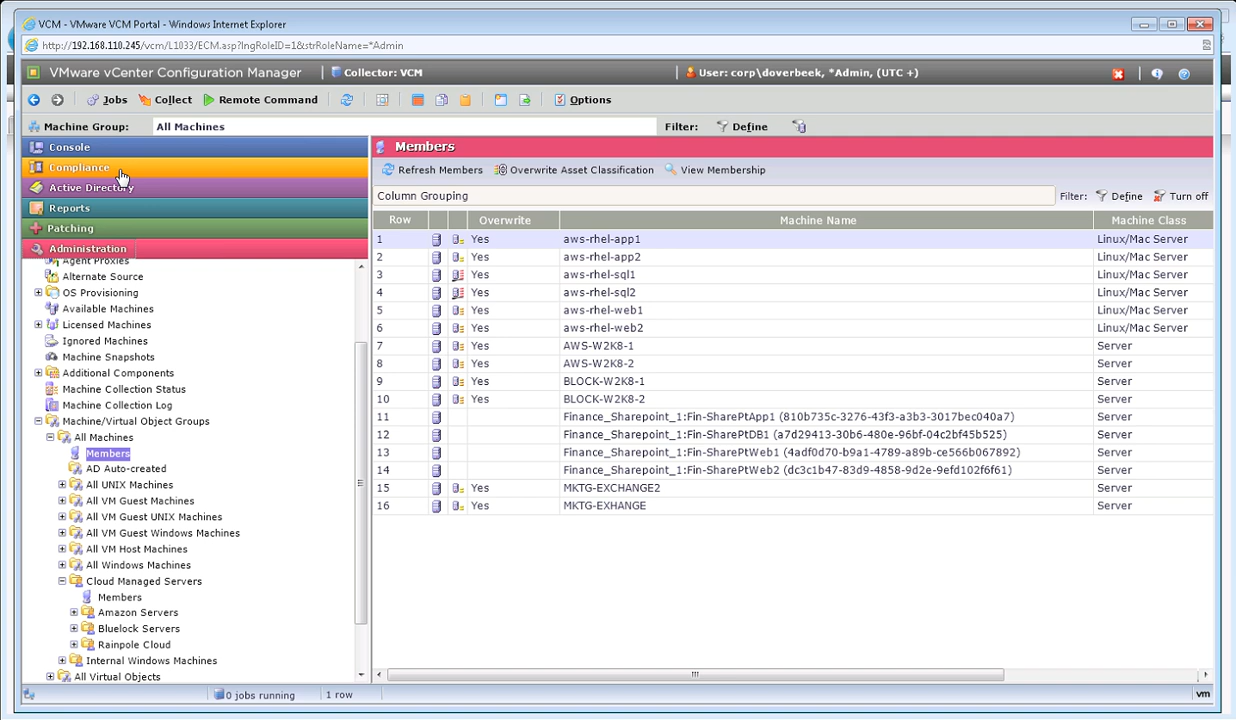 VCM - VMware VCM Portal - Windows Internet Explorer
http://192.168.110.245/vcm/L1033/ECM.asp?lngRoleID=1&strRoleName=*Admin
VMware vCenter Configuration Manager Collector: VCM User: corp\doverbeek, *Admin, (UTC +)
Jobs Collect Remote Command Options
Machine Group: All Machines Filter: Define
Console
Compliance
Active Directory
Reports
Patching
Administration
Agent Proxies
Alternate Source
OS Provisioning
Available Machines
Licensed Machines
Ignored Machines
Machine Snapshots
Additional Components
Machine Collection Status
Machine Collection Log
Machine/Virtual Object Groups
All Machines
Members
AD Auto-created
All UNIX Machines
All VM Guest Machines
All VM Guest UNIX Machines
All VM Guest Windows Machines
All VM Host Machines
All Windows Machines
Cloud Managed Servers
Members
Amazon Servers
Bluelock Servers
Rainpole Cloud
Internal Windows Machines
All Virtual Objects
Members
Refresh Members Overwrite Asset Classification View Membership
Column Grouping Filter: Define Turn off
Row Overwrite Machine Name Machine Class
1 Yes aws-rhel-app1 Linux/Mac Server
2 Yes aws-rhel-app2 Linux/Mac Server
3 Yes aws-rhel-sql1 Linux/Mac Server
4 Yes aws-rhel-sql2 Linux/Mac Server
5 Yes aws-rhel-web1 Linux/Mac Server
6 Yes aws-rhel-web2 Linux/Mac Server
7 Yes AWS-W2K8-1 Server
8 Yes AWS-W2K8-2 Server
9 Yes BLOCK-W2K8-1 Server
10 Yes BLOCK-W2K8-2 Server
11 Finance_Sharepoint_1:Fin-SharePtApp1 (810b735c-3276-43f3-a3b3-3017bec040a7) Server
12 Finance_Sharepoint_1:Fin-SharePtDB1 (a7d29413-30b6-480e-96bf-04c2bf45b525) Server
13 Finance_Sharepoint_1:Fin-SharePtWeb1 (4adf0d70-b9a1-4789-a89b-ce566b067892) Server
14 Finance_Sharepoint_1:Fin-SharePtWeb2 (dc3c1b47-83d9-4858-9d2e-9efd102f6f61) Server
15 Yes MKTG-EXCHANGE2 Server
16 Yes MKTG-EXHANGE Server
0 jobs running 1 row vm